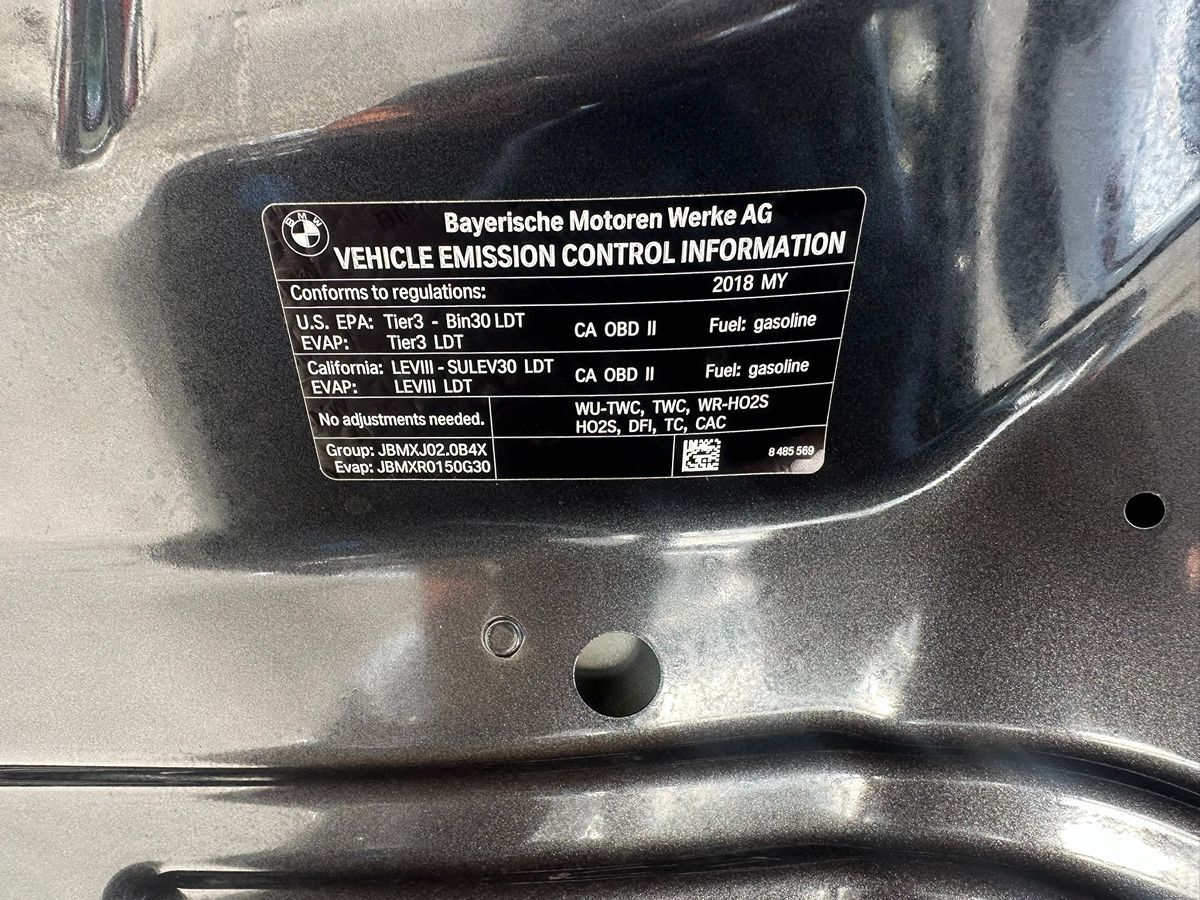 BMW
Bayerische Motoren Werke AG
VEHICLE EMISSION CONTROL INFORMATION
Conforms to regulations: 2018 MY
U.S. EPA: Tier3 - Bin30 LDT CA OBD II Fuel: gasoline
EVAP: Tier3 LDT
California: LEVIII - SULEV30 LDT CA OBD II Fuel: gasoline
EVAP: LEVIII LDT
No adjustments needed.
WU-TWC, TWC, WR-HO2S
HO2S, DFI, TC, CAC
Group: JBMXJ02.0B4X
Evap: JBMXR0150G30
8 485 569